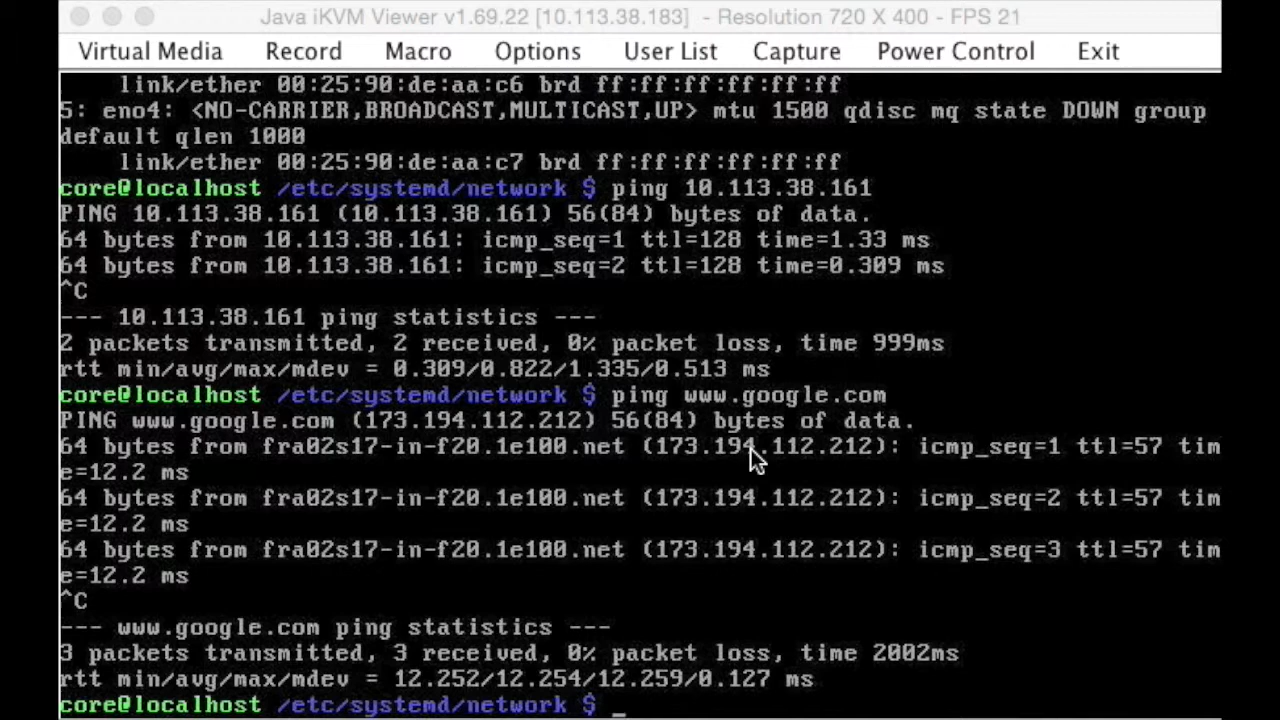 Java iKVM Viewer v1.69.22 [10.113.38.183] - Resolution 720 X 400 - FPS 21
Virtual Media Record Macro Options User List Capture Power Control Exit
link/ether 00:25:90:de:aa:c6 brd ff:ff:ff:ff:ff:ff
5: eno4: <NO-CARRIER,BROADCAST,MULTICAST,UP> mtu 1500 qdisc mq state DOWN group
default qlen 1000
link/ether 00:25:90:de:aa:c7 brd ff:ff:ff:ff:ff:ff
core@localhost /etc/systemd/network $ ping 10.113.38.161
PING 10.113.38.161 (10.113.38.161) 56(84) bytes of data.
64 bytes from 10.113.38.161: icmp_seq=1 ttl=128 time=1.33 ms
64 bytes from 10.113.38.161: icmp_seq=2 ttl=128 time=0.309 ms
^C
--- 10.113.38.161 ping statistics ---
2 packets transmitted, 2 received, 0% packet loss, time 999ms
rtt min/avg/max/mdev = 0.309/0.822/1.335/0.513 ms
core@localhost /etc/systemd/network $ ping www.google.com
PING www.google.com (173.194.112.212) 56(84) bytes of data.
64 bytes from fra02s17-in-f20.1e100.net (173.194.112.212): icmp_seq=1 ttl=57 tim
e=12.2 ms
64 bytes from fra02s17-in-f20.1e100.net (173.194.112.212): icmp_seq=2 ttl=57 tim
e=12.2 ms
64 bytes from fra02s17-in-f20.1e100.net (173.194.112.212): icmp_seq=3 ttl=57 tim
e=12.2 ms
^C
--- www.google.com ping statistics ---
3 packets transmitted, 3 received, 0% packet loss, time 2002ms
rtt min/avg/max/mdev = 12.252/12.254/12.259/0.127 ms
core@localhost /etc/systemd/network $ _